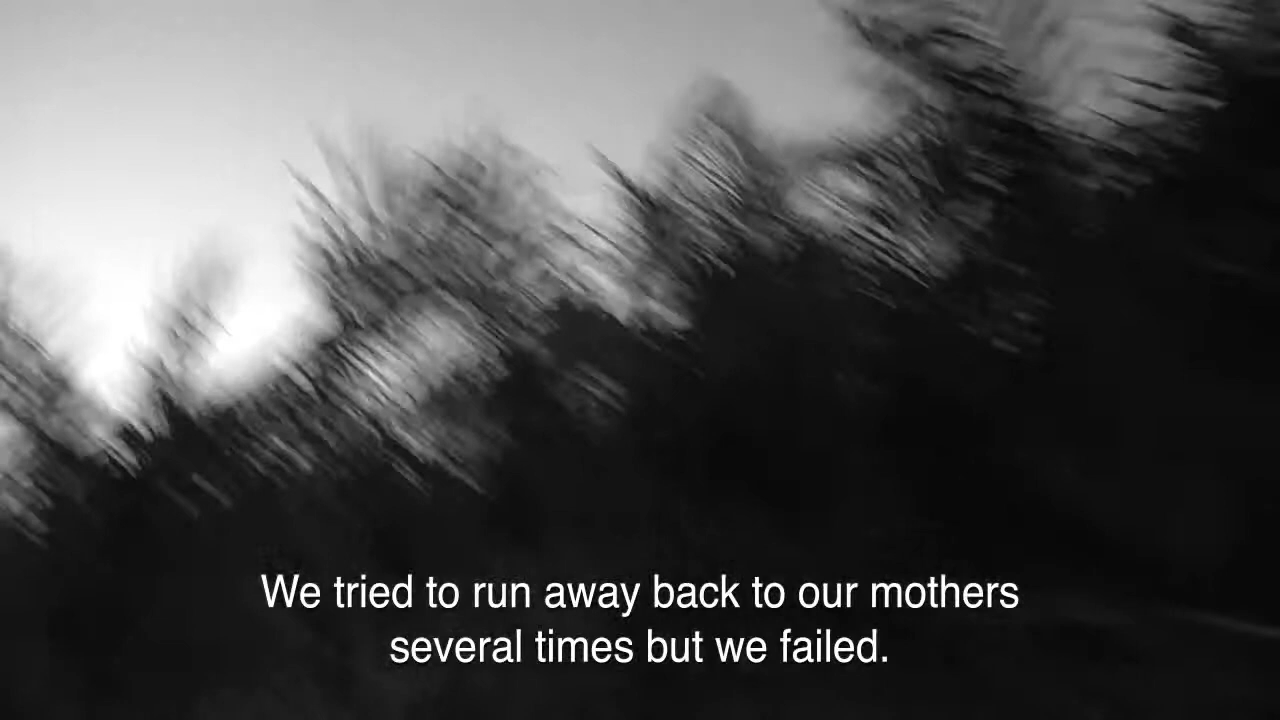 We tried to run away back to our mothers
several times but we failed.